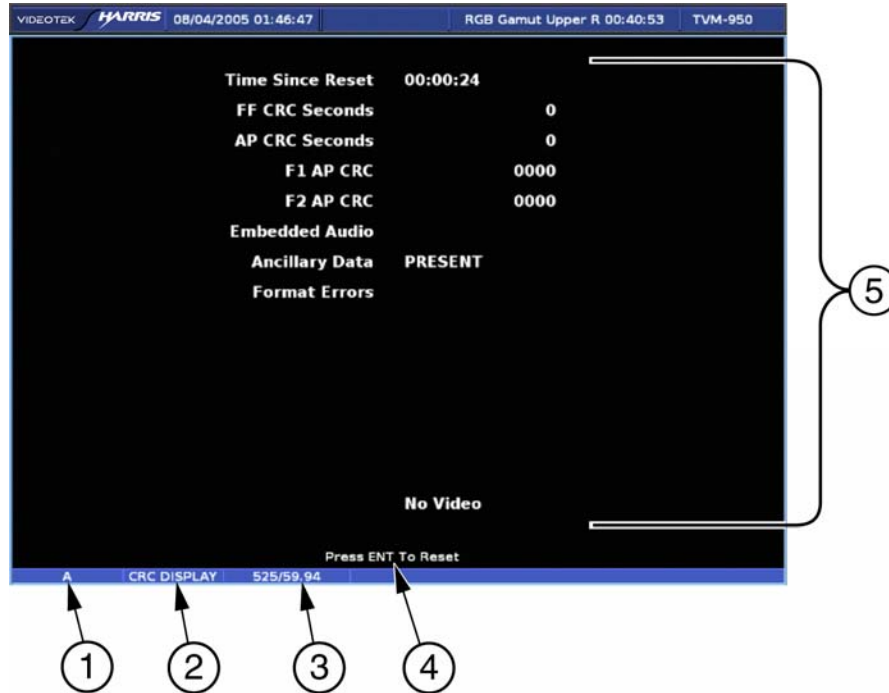 VIDEOTEK HARRIS 08/04/2005 01:46:47 RGB Gamut Upper R 00:40:53 TVM-950
Time Since Reset 00:00:24
FF CRC Seconds 0
AP CRC Seconds 0
F1 AP CRC 0000
F2 AP CRC 0000
Embedded Audio
Ancillary Data PRESENT
Format Errors
5
No Video
Press ENT To Reset
A CRC DISPLAY 525/59.94
1 2 3 4